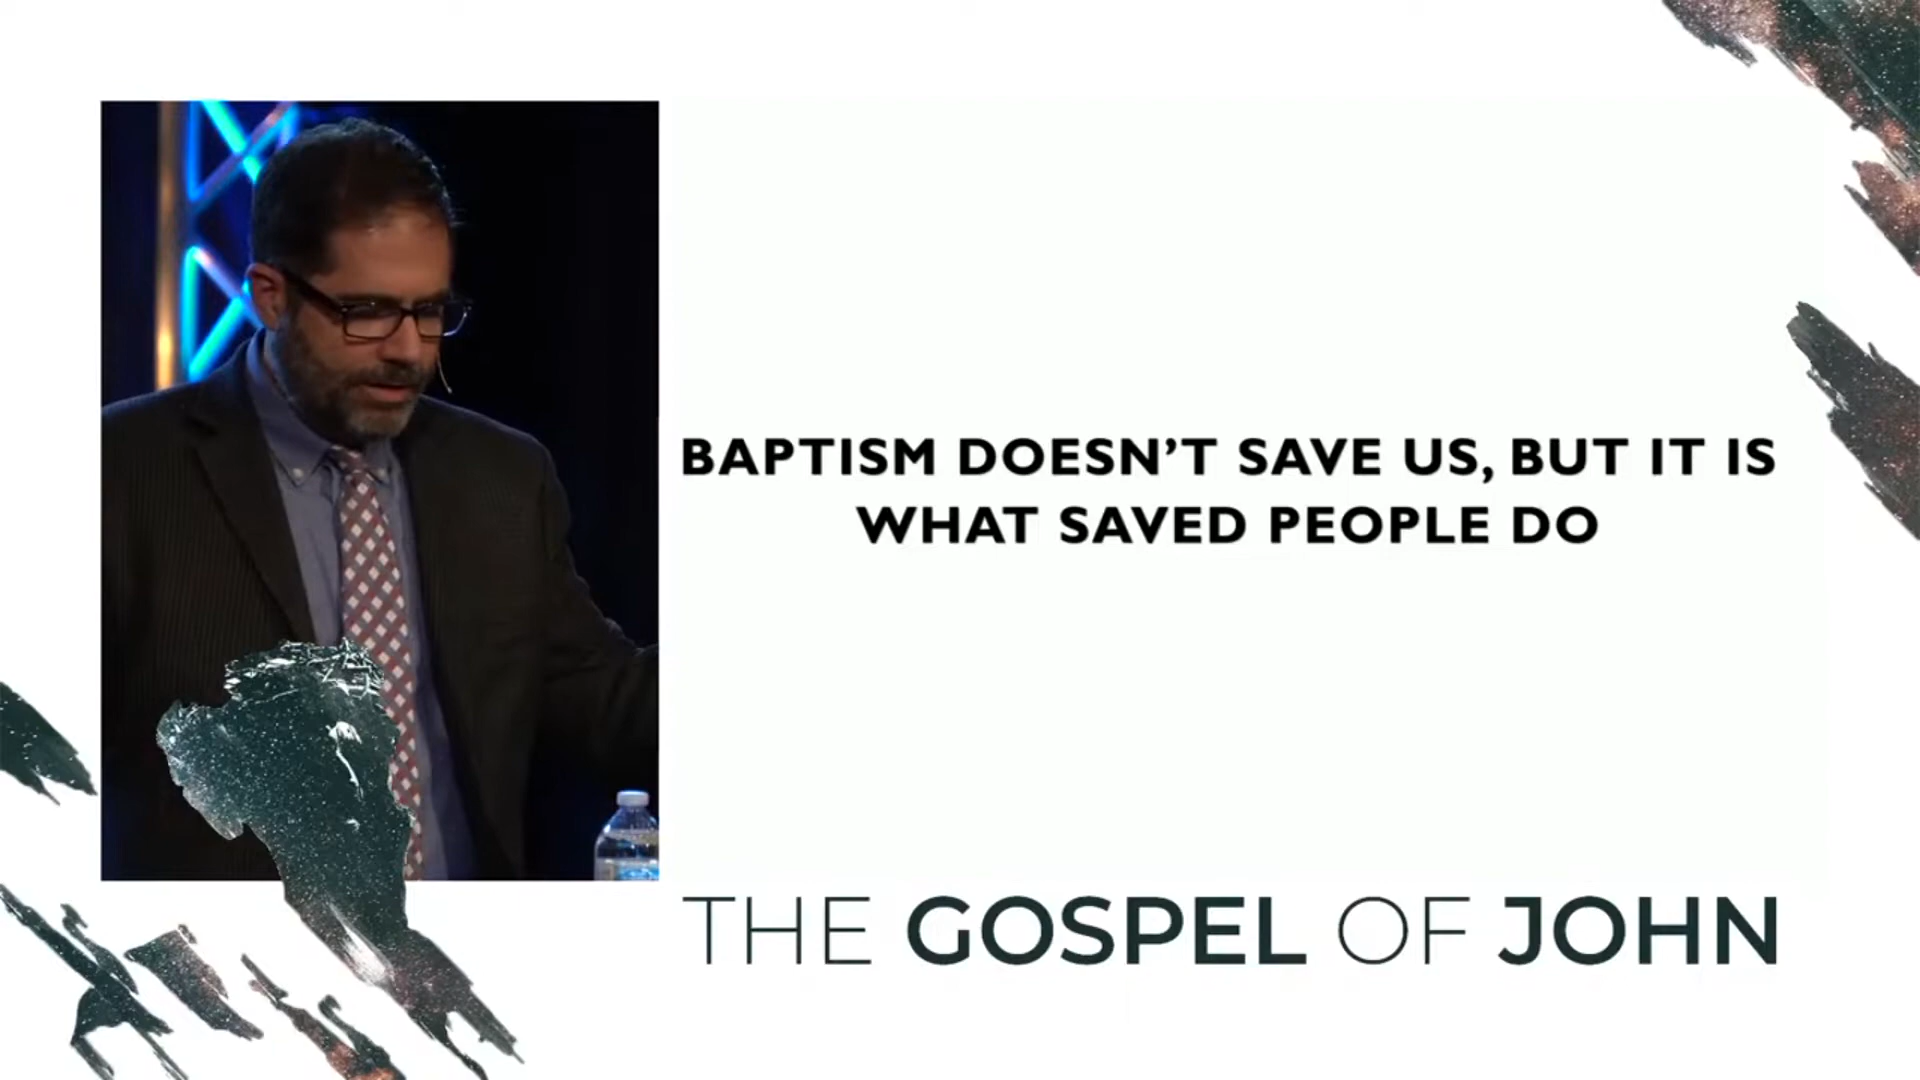 BAPTISM DOESN’T SAVE US, BUT IT IS
WHAT SAVED PEOPLE DO
THE GOSPEL OF JOHN